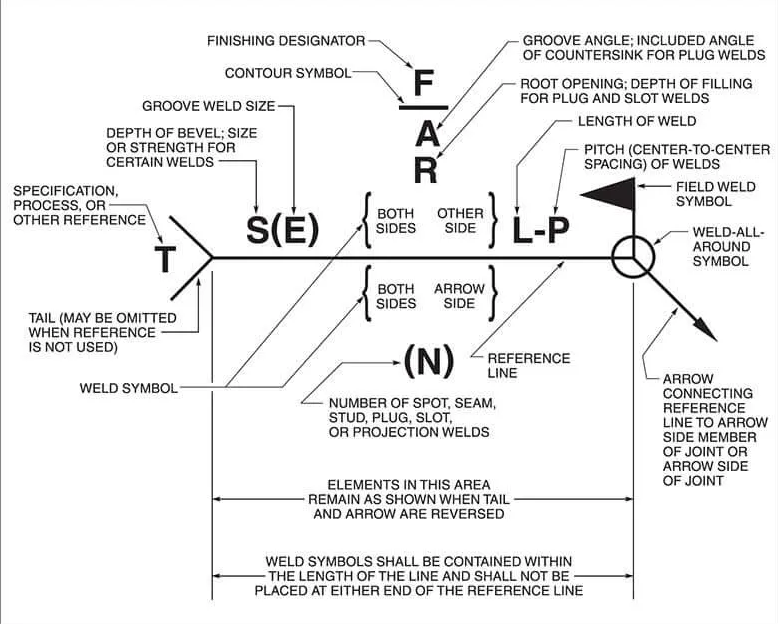 FINISHING DESIGNATOR
CONTOUR SYMBOL
GROOVE WELD SIZE
DEPTH OF BEVEL; SIZE
OR STRENGTH FOR
CERTAIN WELDS
SPECIFICATION,
PROCESS, OR
OTHER REFERENCE
F
A
R
GROOVE ANGLE; INCLUDED ANGLE
OF COUNTERSINK FOR PLUG WELDS
ROOT OPENING; DEPTH OF FILLING
FOR PLUG AND SLOT WELDS
LENGTH OF WELD
PITCH (CENTER-TO-CENTER
SPACING) OF WELDS
FIELD WELD
SYMBOL
WELD-ALL-
AROUND
SYMBOL
T
S(E)
BOTH
SIDES
OTHER
SIDE
L-P
BOTH
SIDES
ARROW
SIDE
TAIL (MAY BE OMITTED
WHEN REFERENCE
IS NOT USED)
WELD SYMBOL
(N)
REFERENCE
LINE
NUMBER OF SPOT, SEAM,
STUD, PLUG, SLOT,
OR PROJECTION WELDS
ARROW
CONNECTING
REFERENCE
LINE TO ARROW
SIDE MEMBER
OF JOINT OR
ARROW SIDE
OF JOINT
ELEMENTS IN THIS AREA
REMAIN AS SHOWN WHEN TAIL
AND ARROW ARE REVERSED
WELD SYMBOLS SHALL BE CONTAINED WITHIN
THE LENGTH OF THE LINE AND SHALL NOT BE
PLACED AT EITHER END OF THE REFERENCE LINE